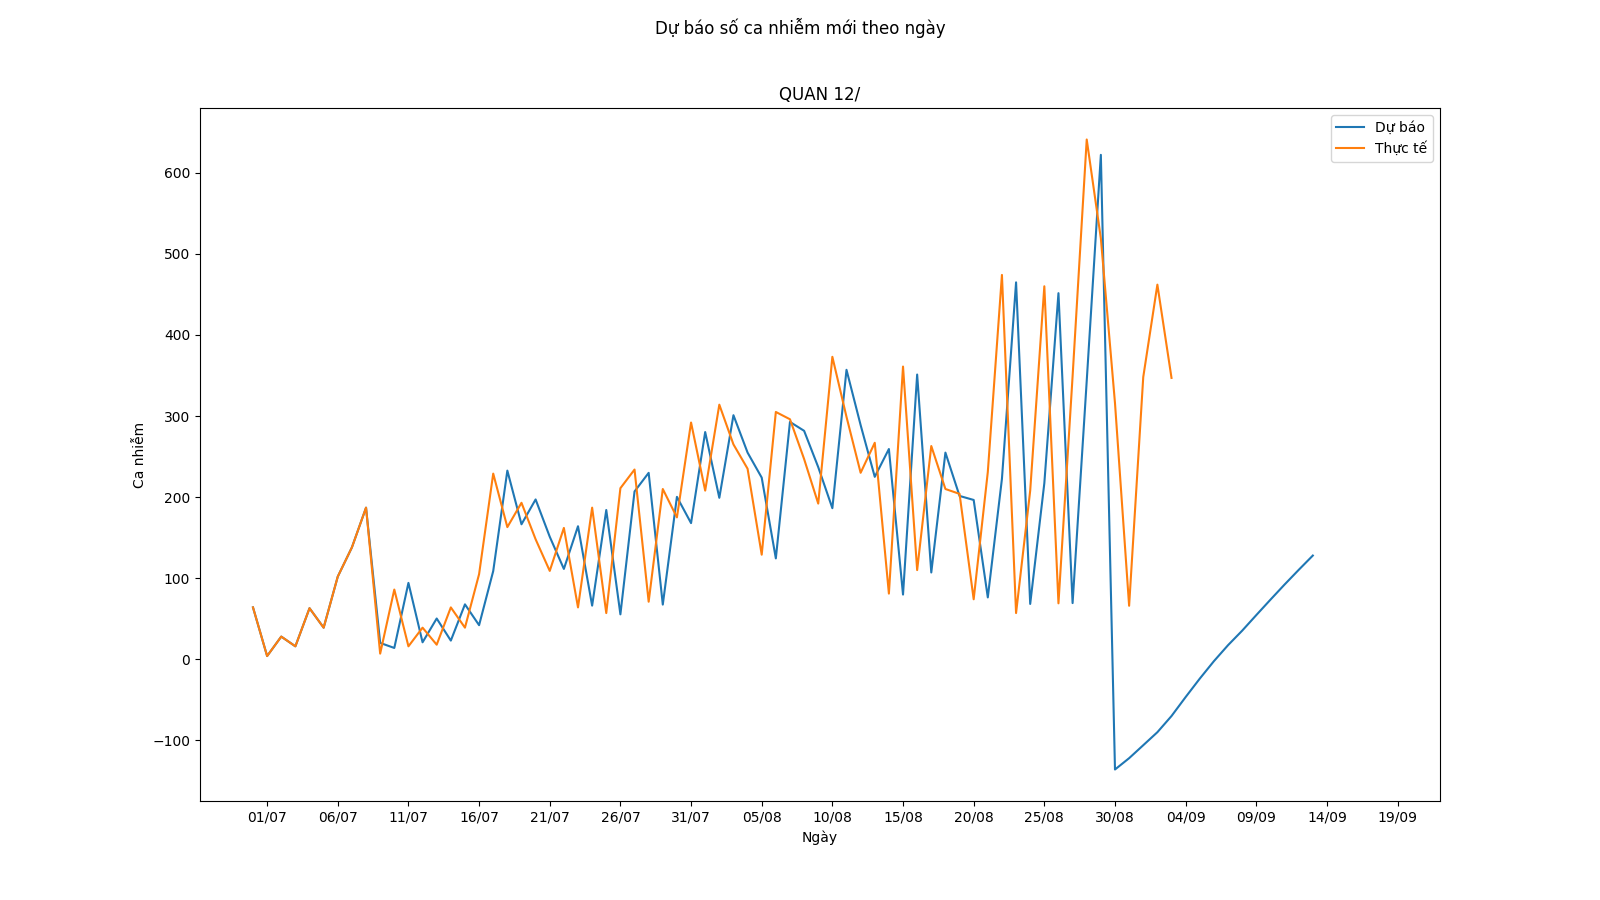 Dự báo số ca nhiễm mới theo ngày
QUAN 12/
Dự báo
Thực tế
600
500
400
300
200
100
0
−100
Ca nhiễm
01/07 06/07 11/07 16/07 21/07 26/07 31/07 05/08 10/08 15/08 20/08 25/08 30/08 04/09 09/09 14/09 19/09
Ngày